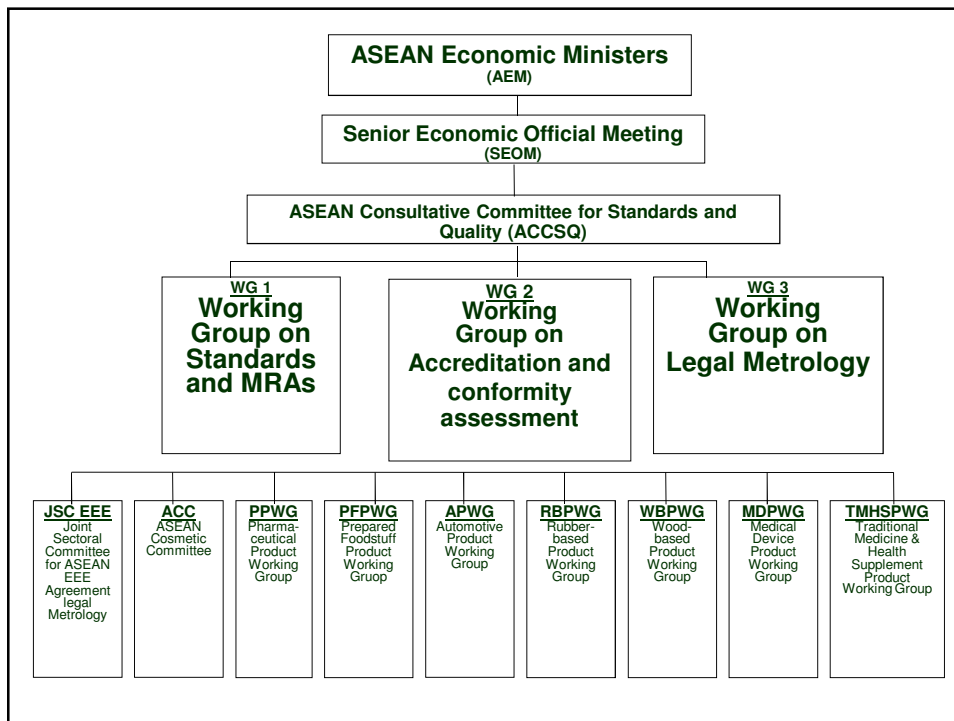 ASEAN Economic Ministers
(AEM)
Senior Economic Official Meeting
(SEOM)
ASEAN Consultative Committee for Standards and
Quality (ACCSQ)
WG 1
Working
Group on
Standards
and MRAs
WG 2
Working
Group on
Accreditation and
conformity
assessment
WG 3
Working
Group on
Legal Metrology
JSC EEE
Joint
Sectoral
Committee
for ASEAN
EEE
Agreement
legal
Metrology
ACC
ASEAN
Cosmetic
Committee
PPWG
Pharma-
ceutical
Product
Working
Group
PFPWG
Prepared
Foodstuff
Product
Working
Gruop
APWG
Automotive
Product
Working
Group
RBPWG
Rubber-
based
Product
Working
Group
WBPWG
Wood-
based
Product
Working
Group
MDPWG
Medical
Device
Product
Working
Group
TMHSPWG
Traditional
Medicine &
Health
Supplement
Product
Working Group